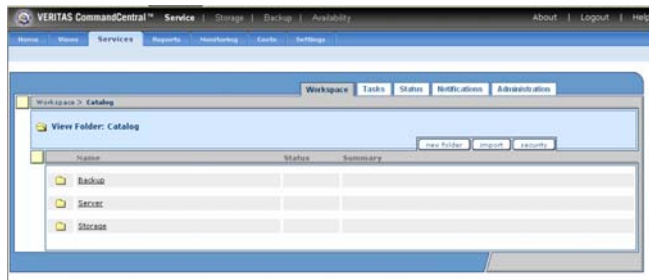 VERITAS CommandCentral™ Service | Storage | Backup | Availability About | Logout | Help
Home Views Services Reports Monitoring Costs Settings
Workspace Tasks Status Notifications Administration
Workspace > Catalog
View Folder: Catalog
new folder import security
Name Status Summary
Backup
Server
Storage